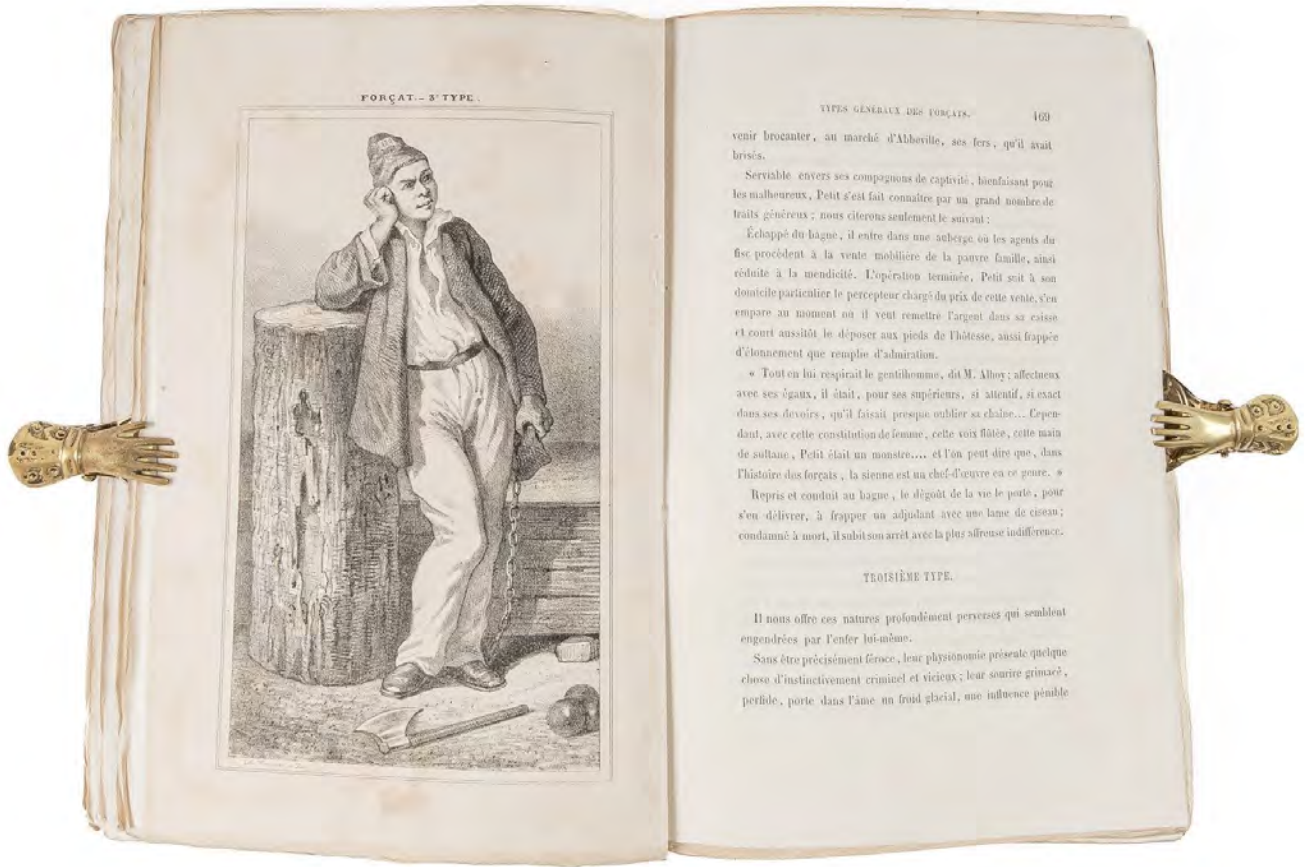 FORÇAT. - 3e TYPE.
TYPES GÉNÉRAUX DES FORÇATS. 169
venir brocanter, au marché d'Abbeville, ses fers, qu'il avait
brisés.
Serviable envers ses compagnons de captivité, bienfaisant pour
les malheureux, Petit s'est fait connaître par un grand nombre de
traits généreux ; nous citerons seulement le suivant :
Échappé du bagne, il entre dans une auberge où les agents du
fisc procèdent à la vente mobilière de la pauvre famille, ainsi
réduite à la mendicité. L'opération terminée, Petit suit à son
domicile particulier le percepteur chargé du prix de cette vente, s'en
empare au moment où il veut remettre l'argent dans sa caisse
et court aussitôt le déposer aux pieds de l'hôtesse, aussi frappée
d'étonnement que remplie d'admiration.
« Tout en lui respirait le gentilhomme, dit M. Alhoy ; affectueux
avec ses égaux, il était, pour ses supérieurs, si attentif, si exact
dans ses devoirs, qu'il faisait presque oublier sa chaîne... Cepen-
dant, avec cette constitution de femme, cette voix flûtée, cette main
de sultane, Petit était un monstre.... et l'on peut dire que, dans
l'histoire des forçats, la sienne est un chef-d'œuvre en ce genre. »
Repris et conduit au bagne, le dégoût de la vie le porte, pour
s'en délivrer, à frapper un adjudant avec une lame de ciseau ;
condamné à mort, il subit son arrêt avec la plus affreuse indifférence.
TROISIÈME TYPE.
Il nous offre ces natures profondément perverses qui semblent
engendrées par l'enfer lui-même.
Sans être précisément féroce, leur physionomie présente quelque
chose d'instinctivement criminel et vicieux ; leur sourire grimacé,
perfide, porte dans l'âme un froid glacial, une influence pénible